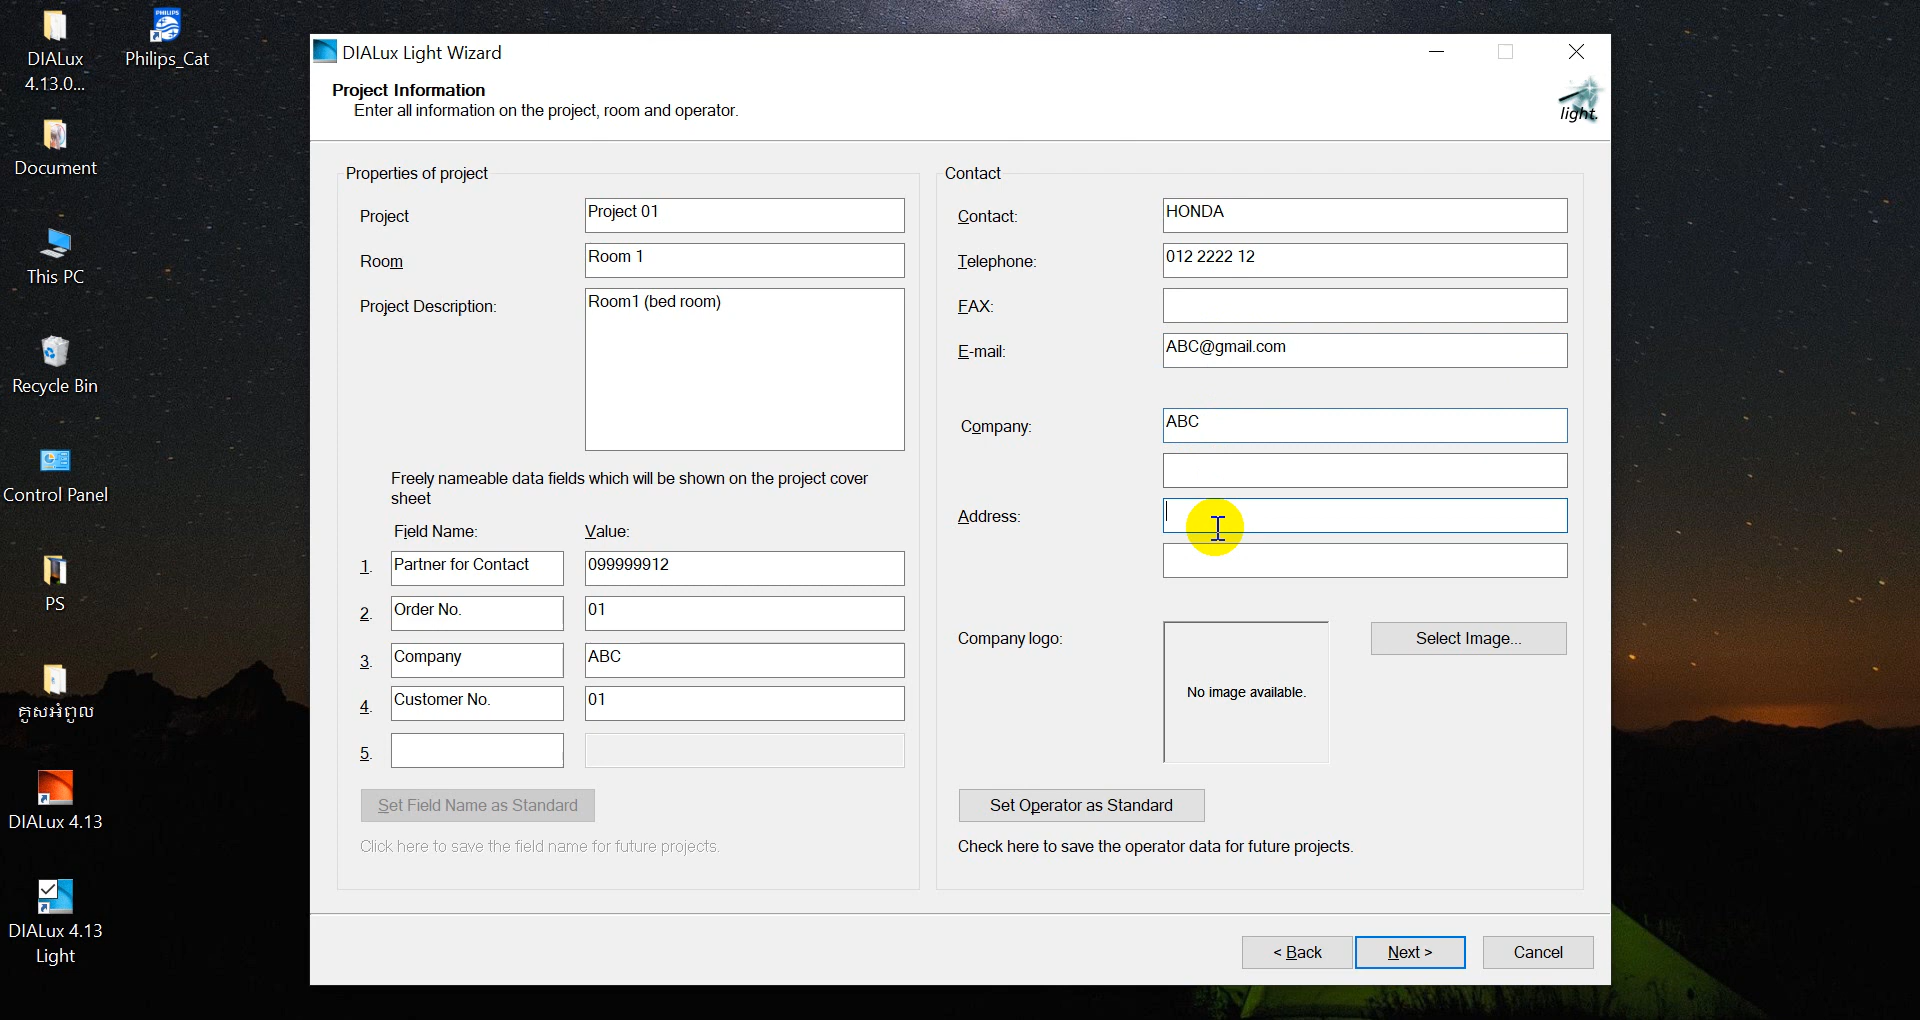 DIALux
4.13.0...
Philips_Cat
PHILIPS
Document
This PC
Recycle Bin
Control Panel
PS
គូសអំពូល
DIALux 4.13
DIALux 4.13
Light
DIALux Light Wizard
Project Information
Enter all information on the project, room and operator.
light.
Properties of project
Project
Project 01
Room
Room 1
Project Description:
Room1 (bed room)
Freely nameable data fields which will be shown on the project cover
sheet
Field Name:
Value:
1. Partner for Contact 099999912
2. Order No. 01
3. Company ABC
4. Customer No. 01
5.
Set Field Name as Standard
Click here to save the field name for future projects.
Contact
Contact:
HONDA
Telephone:
012 2222 12
FAX:
E-mail:
ABC@gmail.com
Company:
ABC
Address:
Company logo:
No image available.
Select Image...
Set Operator as Standard
Check here to save the operator data for future projects.
< Back
Next >
Cancel